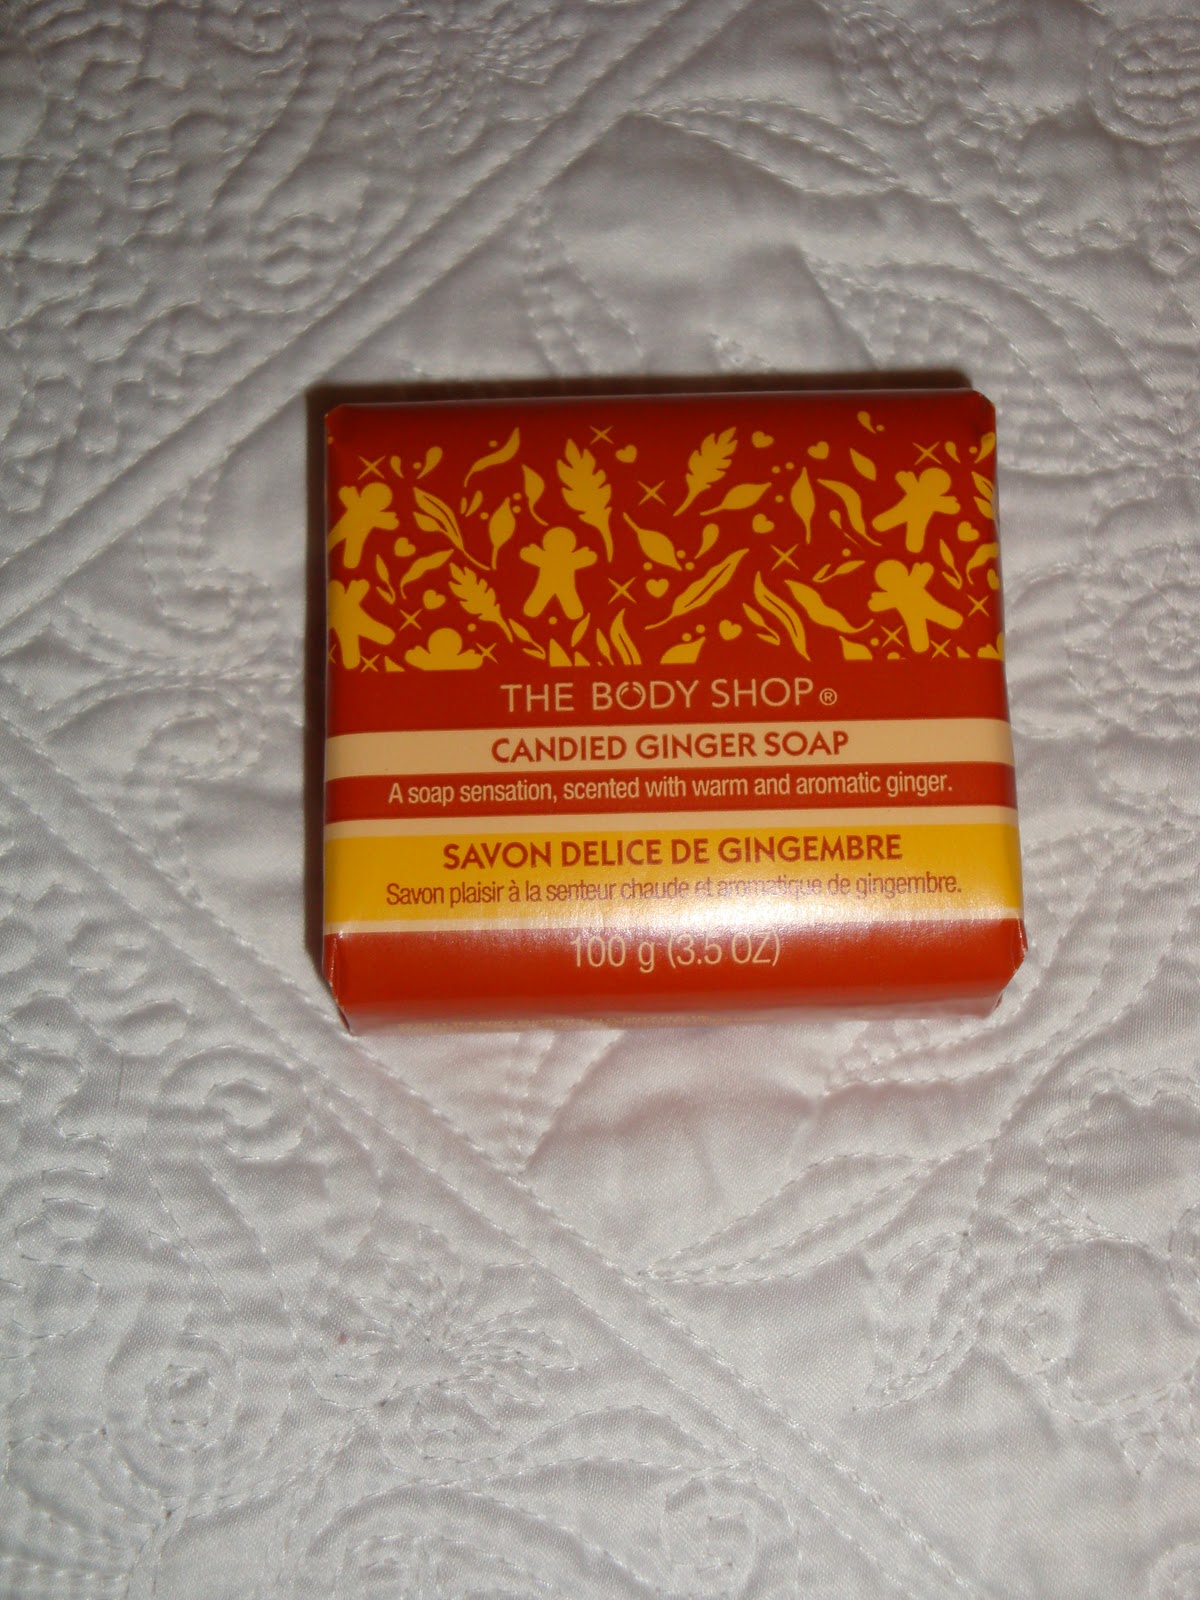 THE BODY SHOP®
CANDIED GINGER SOAP
A soap sensation, scented with warm and aromatic ginger.
SAVON DELICE DE GINGEMBRE
Savon plaisir à la senteur chaude et aromatique de gingembre.
100 g (3.5 OZ)